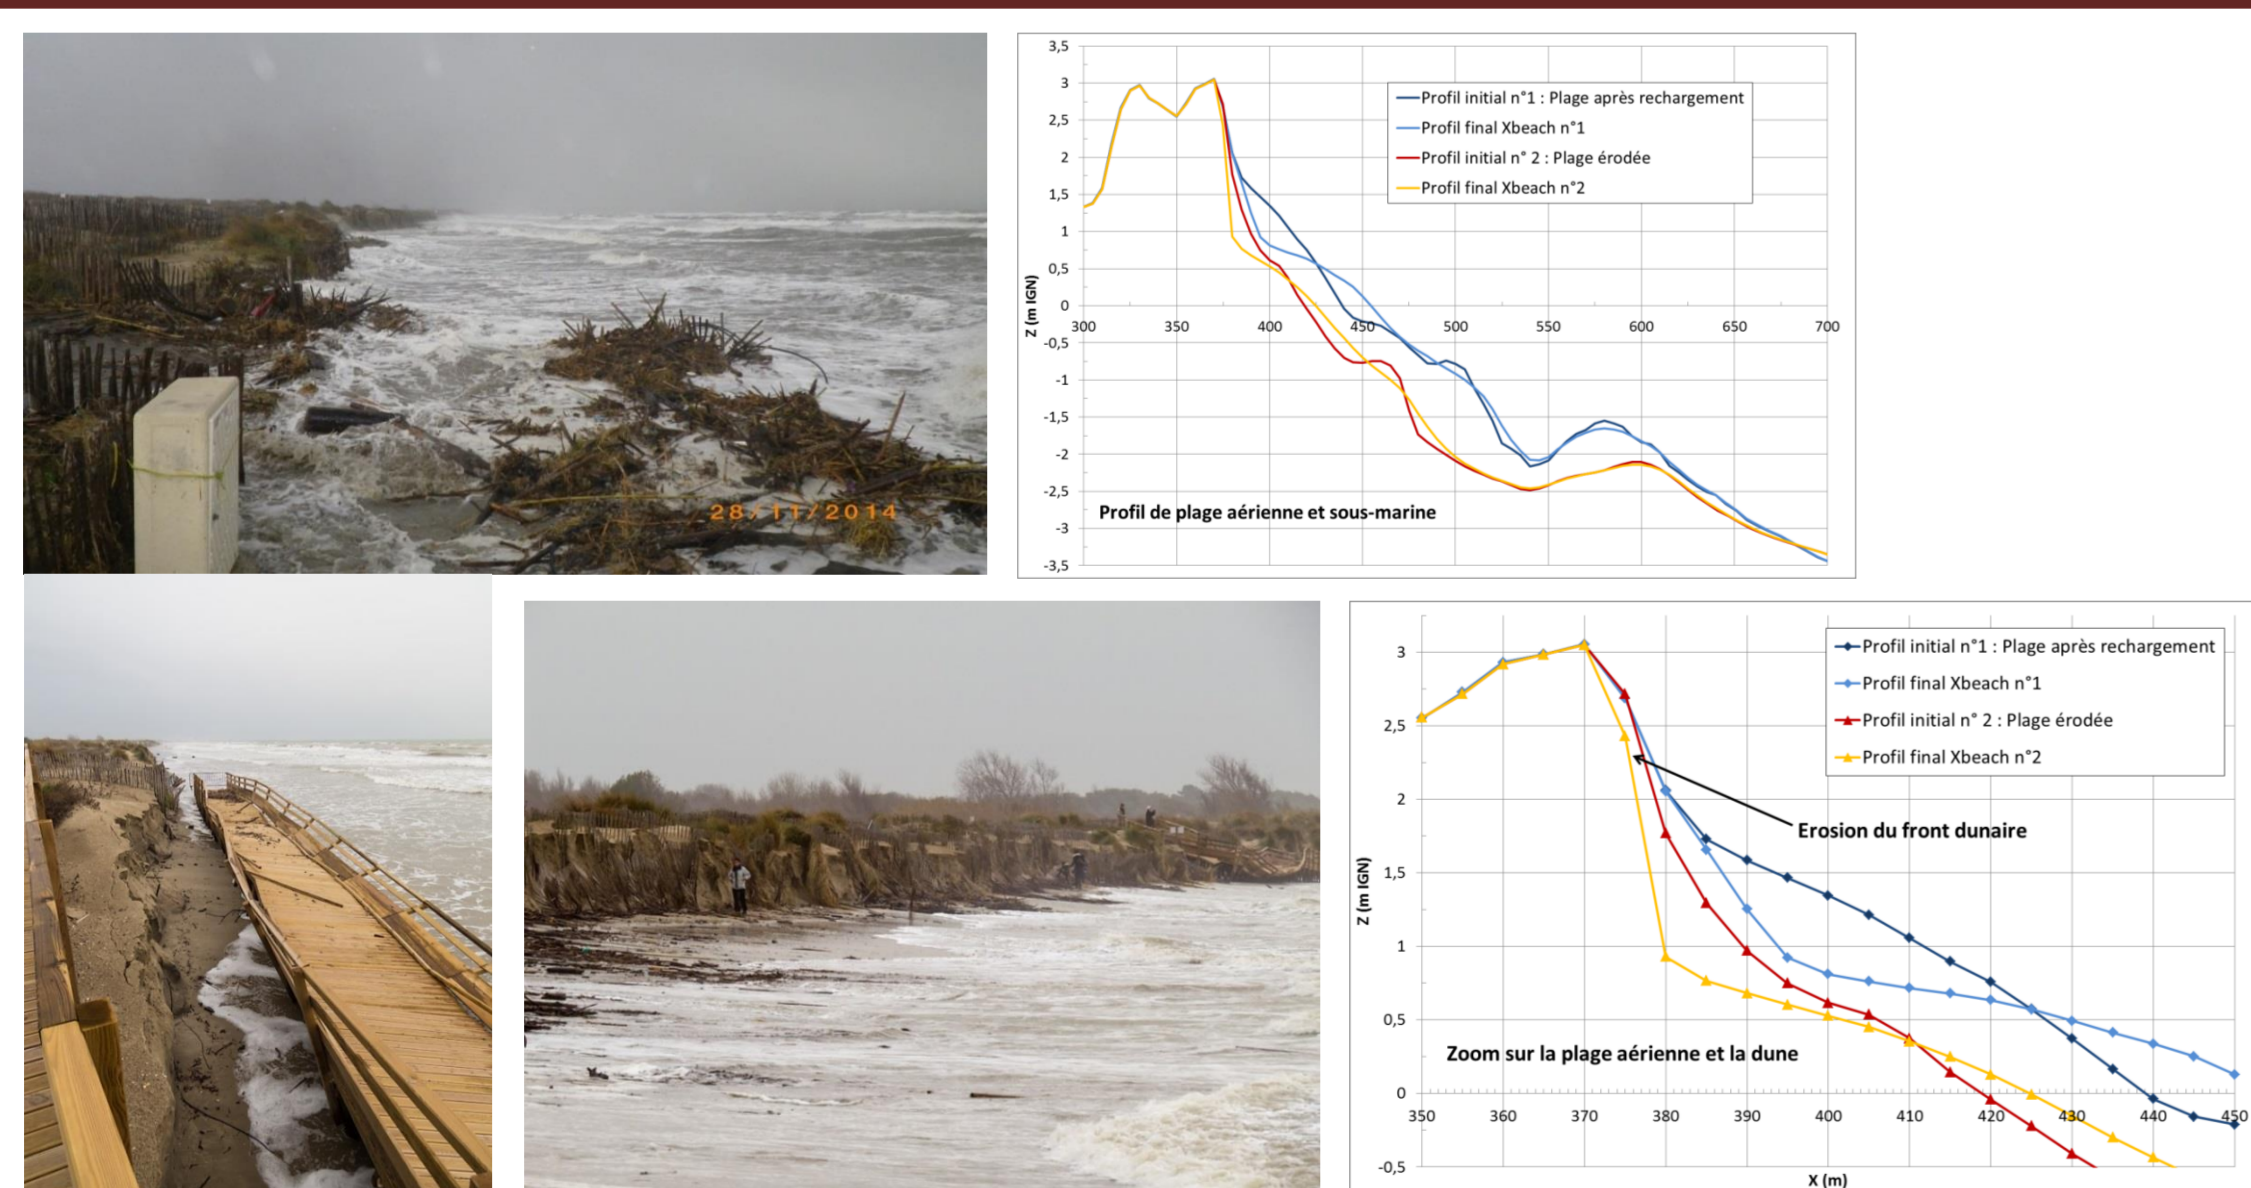 28/11/2014
3,5
3
2,5
2
1,5
1
0,5
0
-0,5
-1
-1,5
-2
-2,5
-3
-3,5
Z (m IGN)
300 350 400 450 500 550 600 650 700
Profil initial n°1 : Plage après rechargement
Profil final Xbeach n°1
Profil initial n° 2 : Plage érodée
Profil final Xbeach n°2
Profil de plage aérienne et sous-marine
3
2,5
2
1,5
1
0,5
0
-0,5
Z (m IGN)
Profil initial n°1 : Plage après rechargement
Profil final Xbeach n°1
Profil initial n° 2 : Plage érodée
Profil final Xbeach n°2
Erosion du front dunaire
Zoom sur la plage aérienne et la dune
350 360 370 380 390 400 410 420 430 440 450
X (m)